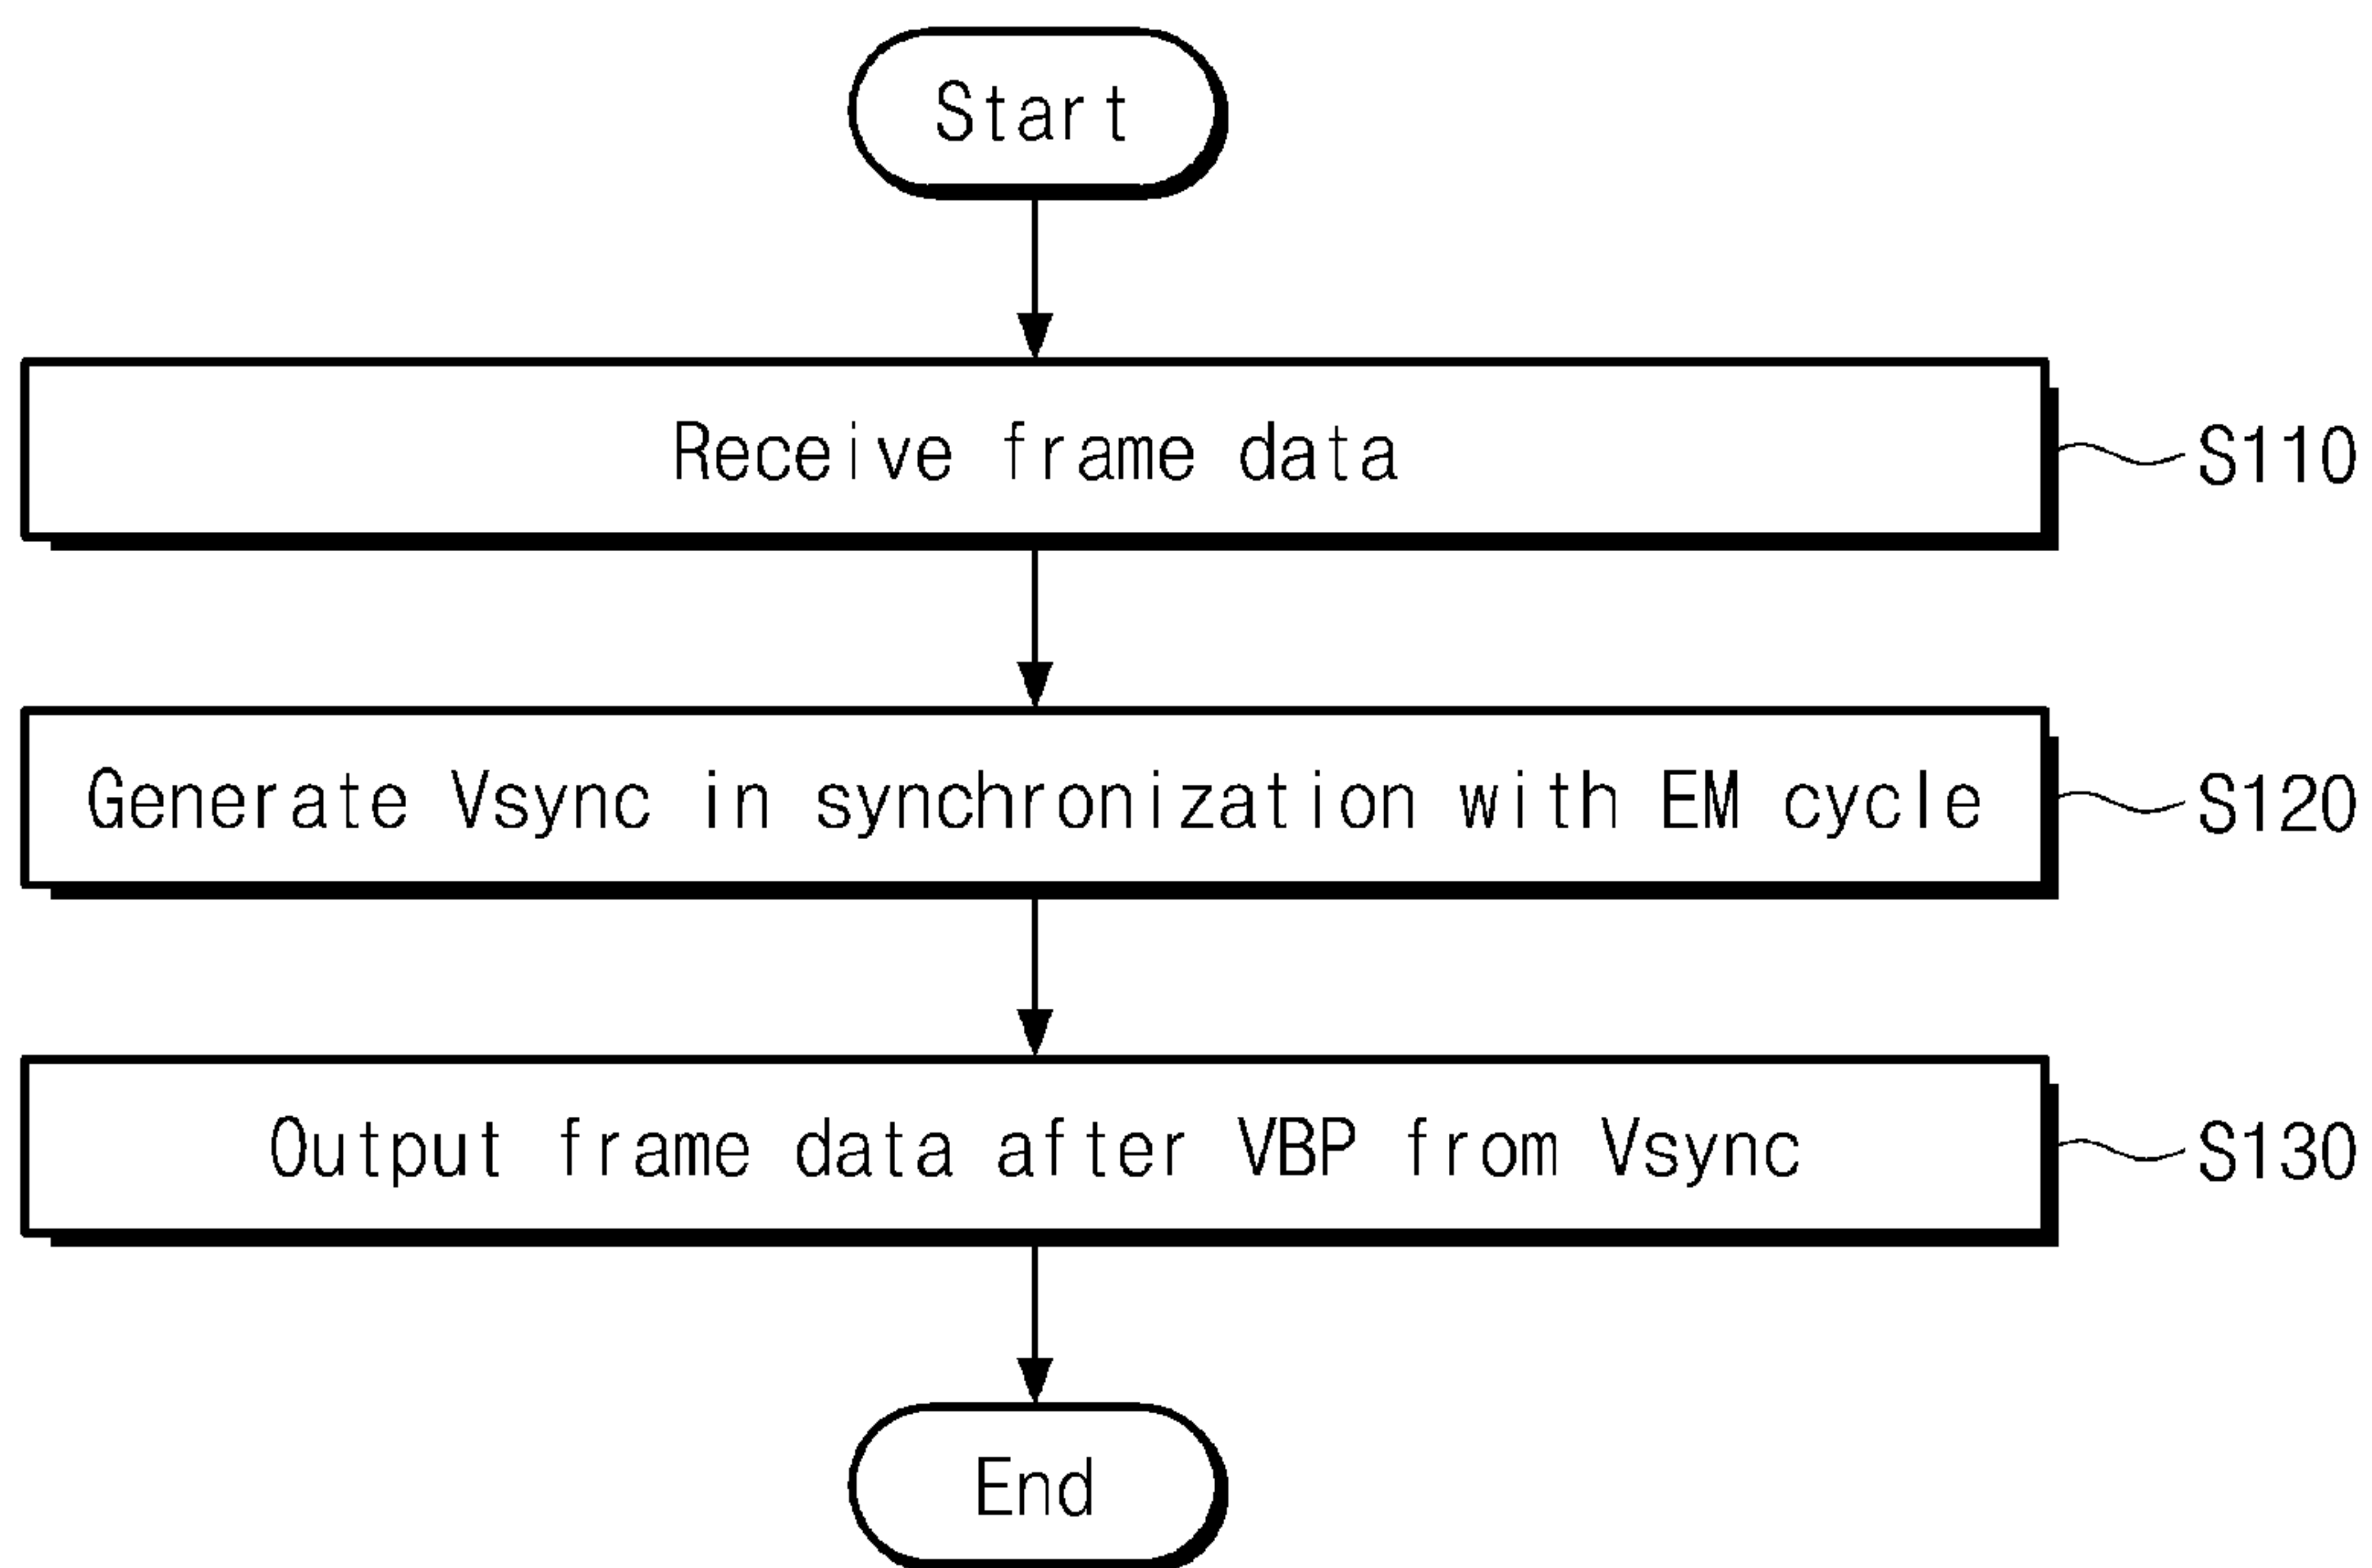 Start
Receive frame data
S110
Generate Vsync in synchronization with EM cycle
S120
Output frame data after VBP from Vsync
S130
End